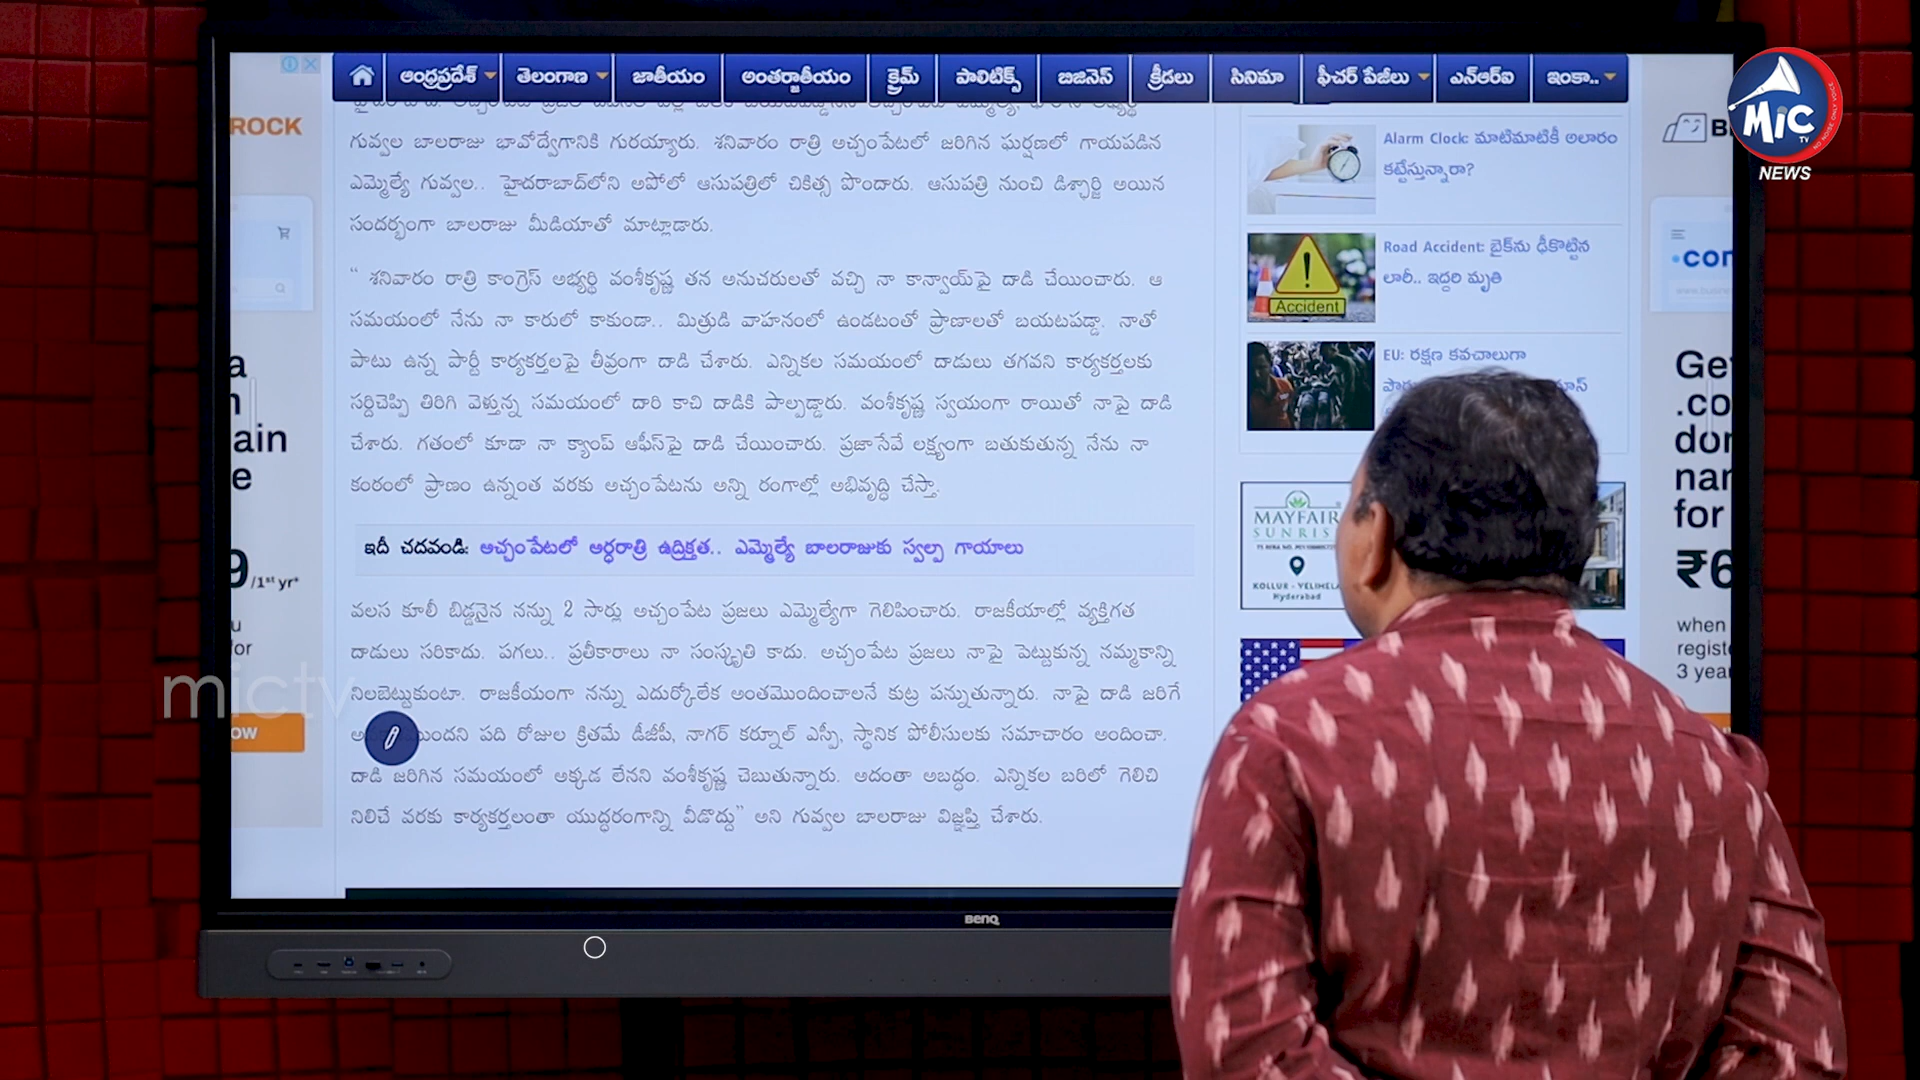 ఆంధ్రప్రదేశ్ తెలంగాణ జాతీయం అంతర్జాతీయం క్రైమ్ పాలిటిక్స్ బిజినెస్ క్రీడలు సినిమా ఫీచర్ పేజీలు ఎన్ఆర్ఐ ఇంకా..
MIC
TV
NEWS
ROCK
గువ్వల బాలరాజు భావోద్వేగానికి గురయ్యారు. శనివారం రాత్రి అచ్చంపేటలో జరిగిన ఘర్షణలో గాయపడిన
ఎమ్మెల్యే గువ్వల.. హైదరాబాద్‌లోని అపోలో ఆసుపత్రిలో చికిత్స పొందారు. ఆసుపత్రి నుంచి డిశ్చార్జి అయిన
సందర్భంగా బాలరాజు మీడియాతో మాట్లాడారు.
“ శనివారం రాత్రి కాంగ్రెస్ అభ్యర్థి వంశీకృష్ణ తన అనుచరులతో వచ్చి నా కాన్వాయ్‌పై దాడి చేయించారు. ఆ
సమయంలో నేను నా కారులో కాకుండా.. మిత్రుడి వాహనంలో ఉండటంతో ప్రాణాలతో బయటపడ్డా. నాతో
పాటు ఉన్న పార్టీ కార్యకర్తలపై తీవ్రంగా దాడి చేశారు. ఎన్నికల సమయంలో దాడులు తగవని కార్యకర్తలకు
సర్దిచెప్పి తిరిగి వెళ్తున్న సమయంలో దారి కాచి దాడికి పాల్పడ్డారు. వంశీకృష్ణ స్వయంగా రాయితో నాపై దాడి
చేశారు. గతంలో కూడా నా క్యాంప్ ఆఫీస్‌పై దాడి చేయించారు. ప్రజాసేవే లక్ష్యంగా బతుకుతున్న నేను నా
కంఠంలో ప్రాణం ఉన్నంత వరకు అచ్చంపేటను అన్ని రంగాల్లో అభివృద్ధి చేస్తా.
ఇదీ చదవండి: అచ్చంపేటలో అర్ధరాత్రి ఉద్రిక్తత.. ఎమ్మెల్యే బాలరాజుకు స్వల్ప గాయాలు
వలస కూలీ బిడ్డనైన నన్ను 2 సార్లు అచ్చంపేట ప్రజలు ఎమ్మెల్యేగా గెలిపించారు. రాజకీయాల్లో వ్యక్తిగత
దాడులు సరికాదు. పగలు.. ప్రతీకారాలు నా సంస్కృతి కాదు. అచ్చంపేట ప్రజలు నాపై పెట్టుకున్న నమ్మకాన్ని
నిలబెట్టుకుంటా. రాజకీయంగా నన్ను ఎదుర్కోలేక అంతమొందించాలనే కుట్ర పన్నుతున్నారు. నాపై దాడి జరిగే
పది రోజుల క్రితమే డీజీపీ, నాగర్ కర్నూల్ ఎస్పీ, స్థానిక పోలీసులకు సమాచారం అందించా.
దాడి జరిగిన సమయంలో అక్కడ లేనని వంశీకృష్ణ చెబుతున్నారు. అదంతా అబద్ధం. ఎన్నికల బరిలో గెలిచి
నిలిచే వరకు కార్యకర్తలంతా యుద్ధరంగాన్ని వీడొద్దు” అని గువ్వల బాలరాజు విజ్ఞప్తి చేశారు.
Alarm Clock: మాటిమాటికీ అలారం
కట్టేస్తున్నారా?
Road Accident: బైక్‌ను ఢీకొట్టిన
లారీ.. ఇద్దరి మృతి
Accident
EU: రక్షణ కవచాలుగా
MAYFAIR
SUNRISE
KOLLUR - VELIMELA
Hyderabad
/1st yr*
for
.co
for
₹6
when
3 year
mictv
BenQ